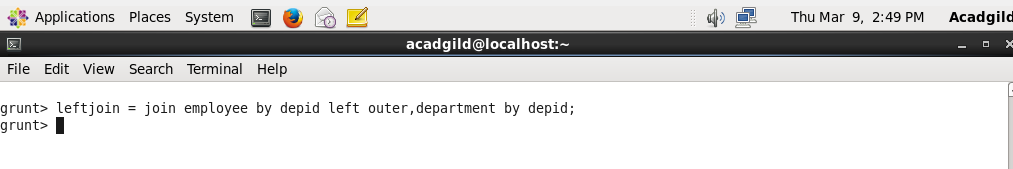 Applications Places System Thu Mar 9, 2:49 PM Acadgild
acadgild@localhost:~
File Edit View Search Terminal Help
grunt> leftjoin = join employee by depid left outer,department by depid;
grunt>